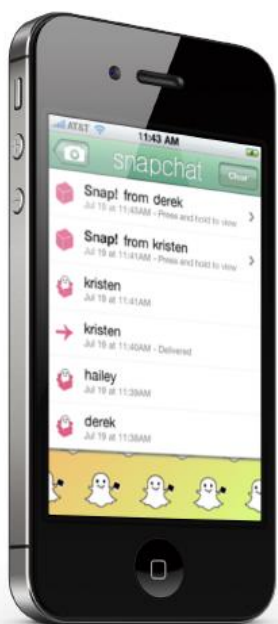 AT&T 11:43 AM
snapchat Clear
Snap! from derek
Jul 19 at 11:43AM - Press and hold to view
Snap! from kristen
Jul 19 at 11:41AM - Press and hold to view
kristen
Jul 19 at 11:41AM
kristen
Jul 19 at 11:40AM - Delivered
hailey
Jul 19 at 11:39AM
derek
Jul 19 at 11:38AM